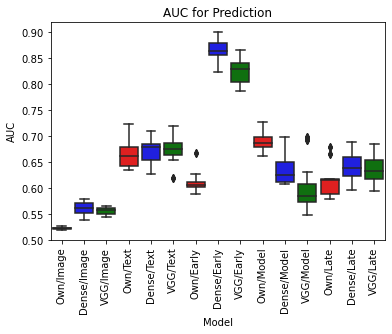 AUC for Prediction
AUC
0.90
0.85
0.80
0.75
0.70
0.65
0.60
0.55
0.50
Own/Image
Dense/Image
VGG/Image
Own/Text
Dense/Text
VGG/Text
Own/Early
Dense/Early
VGG/Early
Own/Model
Dense/Model
VGG/Model
Own/Late
Dense/Late
VGG/Late
Model